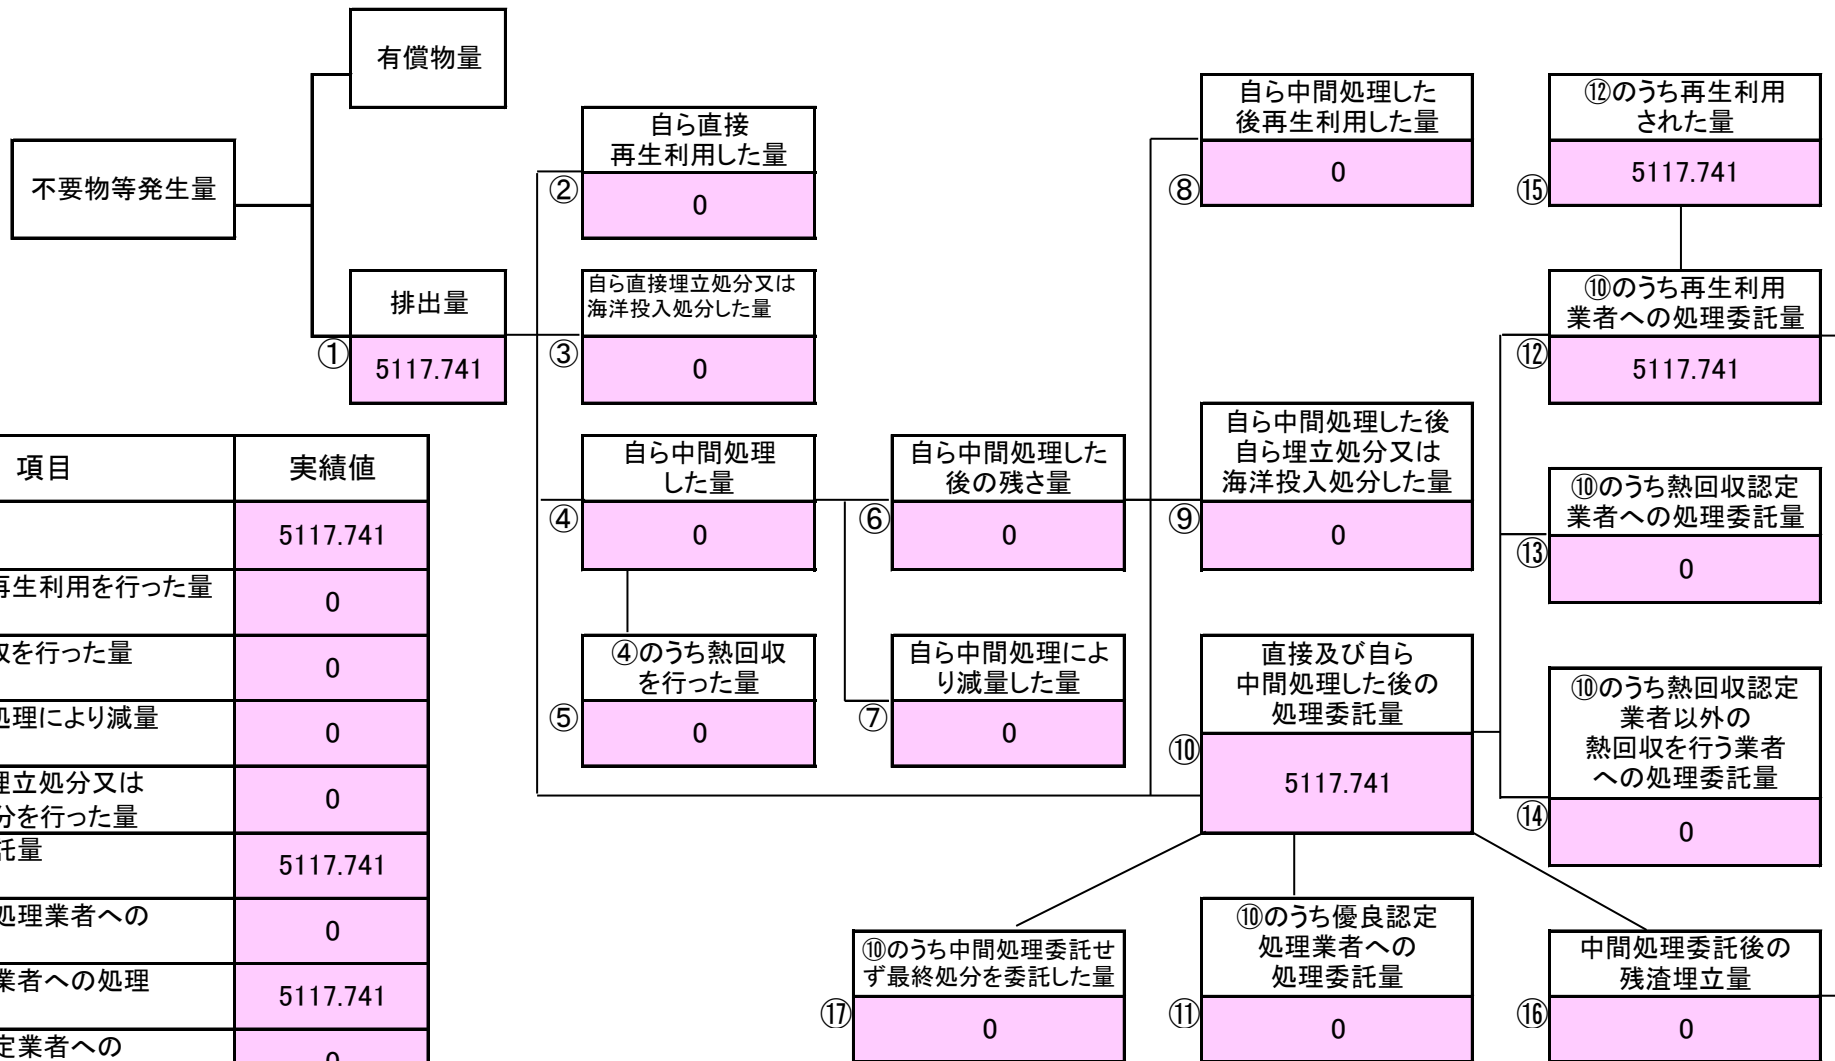 有償物量
不要物等発生量
排出量
①
5117.741
自ら直接
再生利用した量
②
0
自ら直接埋立処分又は
海洋投入処分した量
③
0
自ら中間処理
した量
④
0
④のうち熱回収
を行った量
⑤
0
自ら中間処理した
後の残さ量
⑥
0
自ら中間処理によ
り減量した量
⑦
0
自ら中間処理した
後再生利用した量
⑧
0
自ら中間処理した後
自ら埋立処分又は
海洋投入処分した量
⑨
0
直接及び自ら
中間処理した後の
処理委託量
⑩
5117.741
⑫のうち再生利用
された量
⑮
5117.741
⑩のうち再生利用
業者への処理委託量
⑫
5117.741
⑩のうち熱回収認定
業者への処理委託量
⑬
0
⑩のうち熱回収認定
業者以外の
熱回収を行う業者
への処理委託量
⑭
0
⑩のうち中間処理委託せ
ず最終処分を委託した量
⑰
0
⑩のうち優良認定
処理業者への
処理委託量
⑪
0
中間処理委託後の
残渣埋立量
⑯
0
項目
実績値
5117.741
再生利用を行った量
0
を行った量
0
処理により減量
0
埋立処分又は
分を行った量
0
託量
5117.741
処理業者への
0
業者への処理
5117.741
定業者への
0